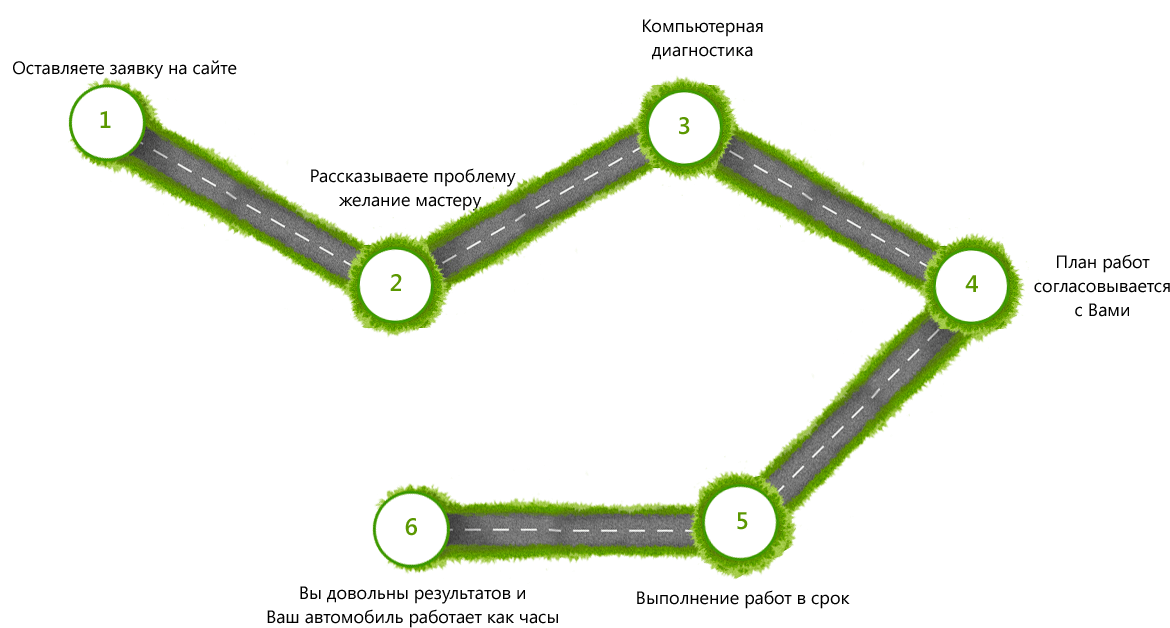 Оставляете заявку на сайте
1
Рассказываете проблему
желание мастеру
2
Компьютерная
диагностика
3
4
План работ
согласовывается
с Вами
5
Выполнение работ в срок
6
Вы довольны результатов и
Ваш автомобиль работает как часы